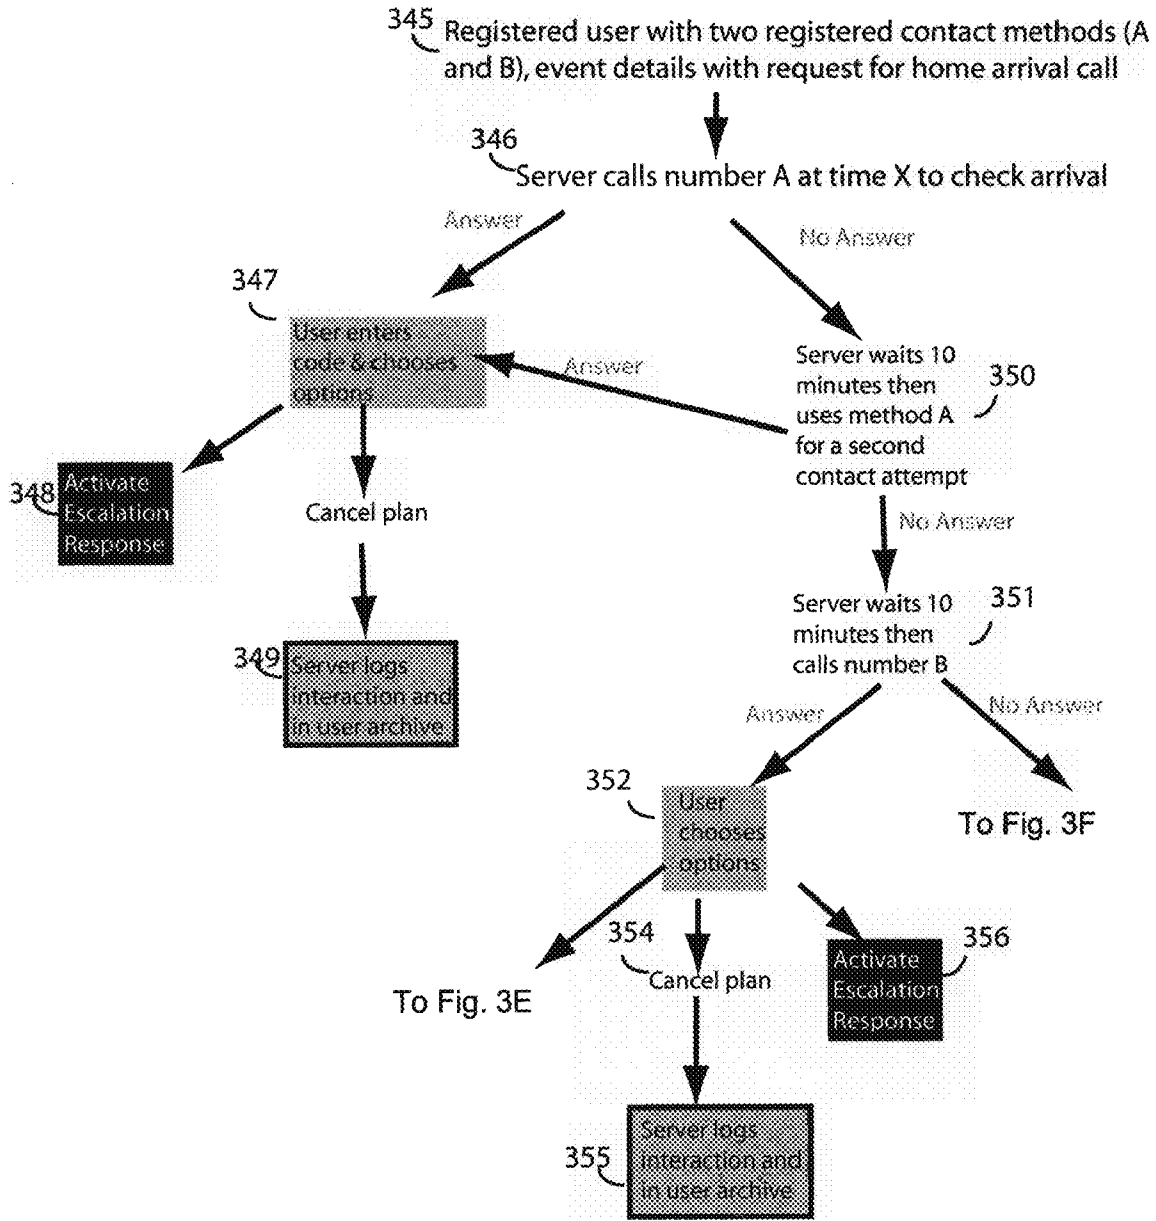 345
Registered user with two registered contact methods (A
and B), event details with request for home arrival call
346
Server calls number A at time X to check arrival
Answer
No Answer
347
User enters
code & chooses
options
Answer
Server waits 10
minutes then
uses method A
for a second
contact attempt
350
348
Activate
Escalation
Response
Cancel plan
No Answer
349
Server logs
interaction and
in user archive
Server waits 10
minutes then
calls number B
351
Answer
No Answer
352
User
chooses
options
To Fig. 3F
To Fig. 3E
354
Cancel plan
356
Activate
Escalation
Response
355
Server logs
interaction and
in user archive